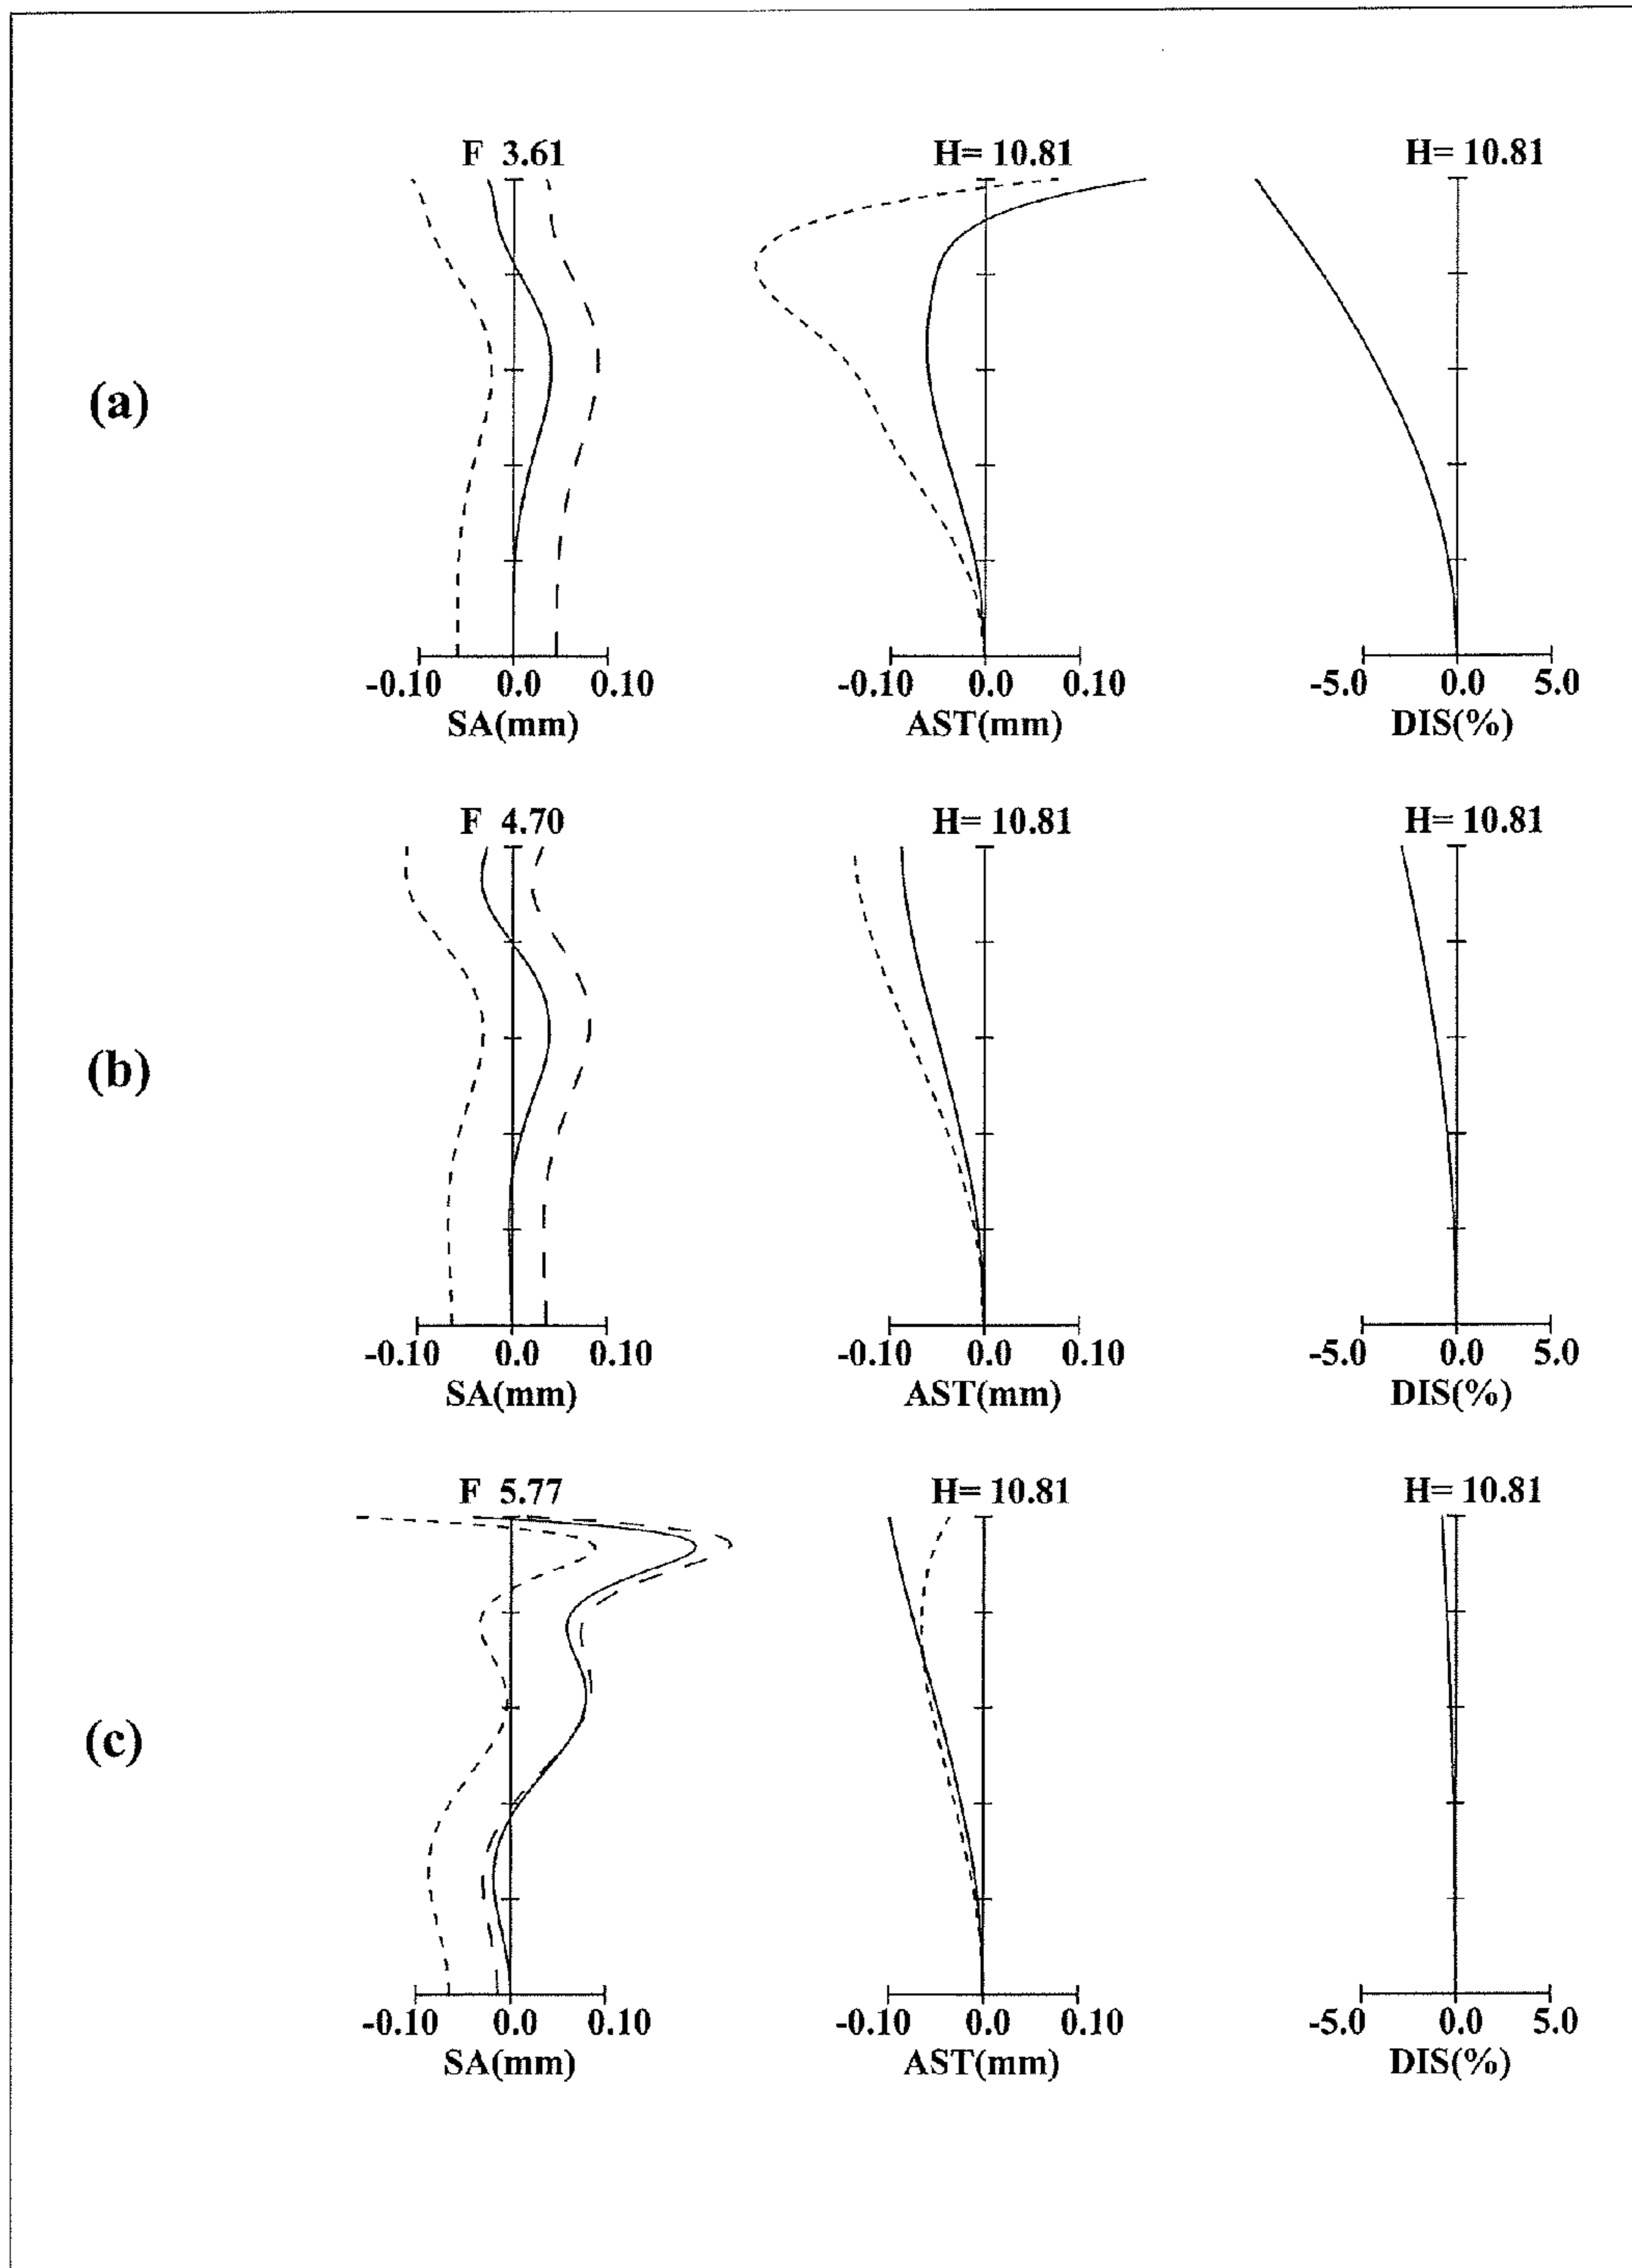 F 3.61 H= 10.81 H= 10.81
(a)
-0.10 0.0 0.10 -0.10 0.0 0.10 -5.0 0.0 5.0
SA(mm) AST(mm) DIS(%)
F 4.70 H= 10.81 H= 10.81
(b)
-0.10 0.0 0.10 -0.10 0.0 0.10 -5.0 0.0 5.0
SA(mm) AST(mm) DIS(%)
F 5.77 H= 10.81 H= 10.81
(c)
-0.10 0.0 0.10 -0.10 0.0 0.10 -5.0 0.0 5.0
SA(mm) AST(mm) DIS(%)